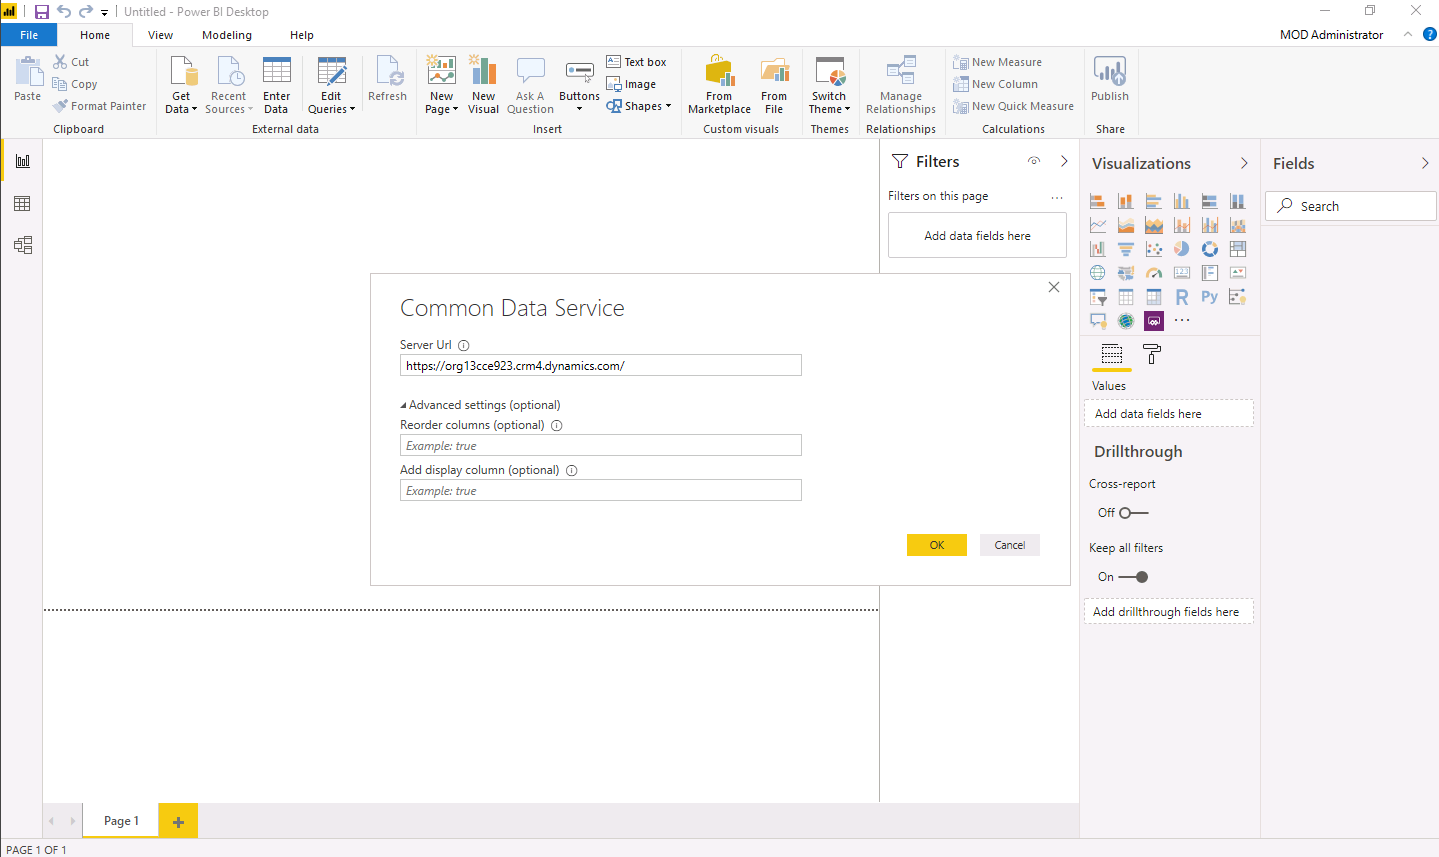 Untitled - Power BI Desktop
File
Home
View
Modeling
Help
MOD Administrator
?
Paste
Cut
Copy
Format Painter
Clipboard
Get Data
Recent Sources
Enter Data
Edit Queries
External data
Refresh
New Page
New Visual
Ask A Question
Buttons
Text box
Image
Shapes
Insert
From Marketplace
From File
Custom visuals
Switch Theme
Themes
Manage Relationships
Relationships
New Measure
New Column
New Quick Measure
Calculations
Publish
Share
Filters
Filters on this page
...
Add data fields here
Visualizations
123
R
Py
...
Values
Add data fields here
Drillthrough
Cross-report
Off
Keep all filters
On
Add drillthrough fields here
Fields
Search
Common Data Service
Server Url
https://org13cce923.crm4.dynamics.com/
Advanced settings (optional)
Reorder columns (optional)
Example: true
Add display column (optional)
Example: true
OK
Cancel
Page 1
+
PAGE 1 OF 1